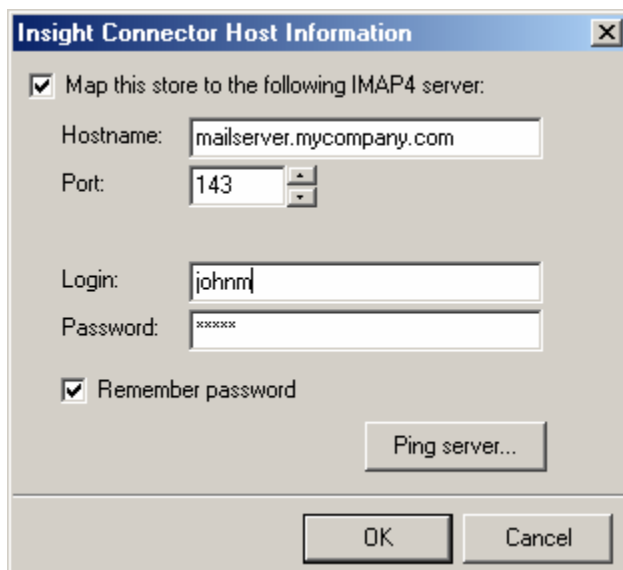 Insight Connector Host Information
Map this store to the following IMAP4 server:
Hostname: mailserver.mycompany.com
Port: 143
Login: johnm
Password: *****
Remember password
Ping server...
OK Cancel